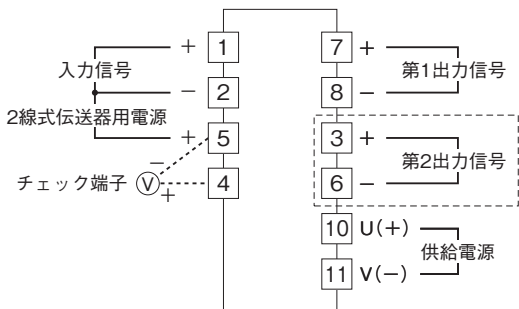 + 1 7 +
入力信号 第1出力信号
− 2 8 −
2線式伝送器用電源
+ 5 3 +
− 第2出力信号
チェック端子 V + 4 6 −
10 U(+)
供給電源
11 V(−)